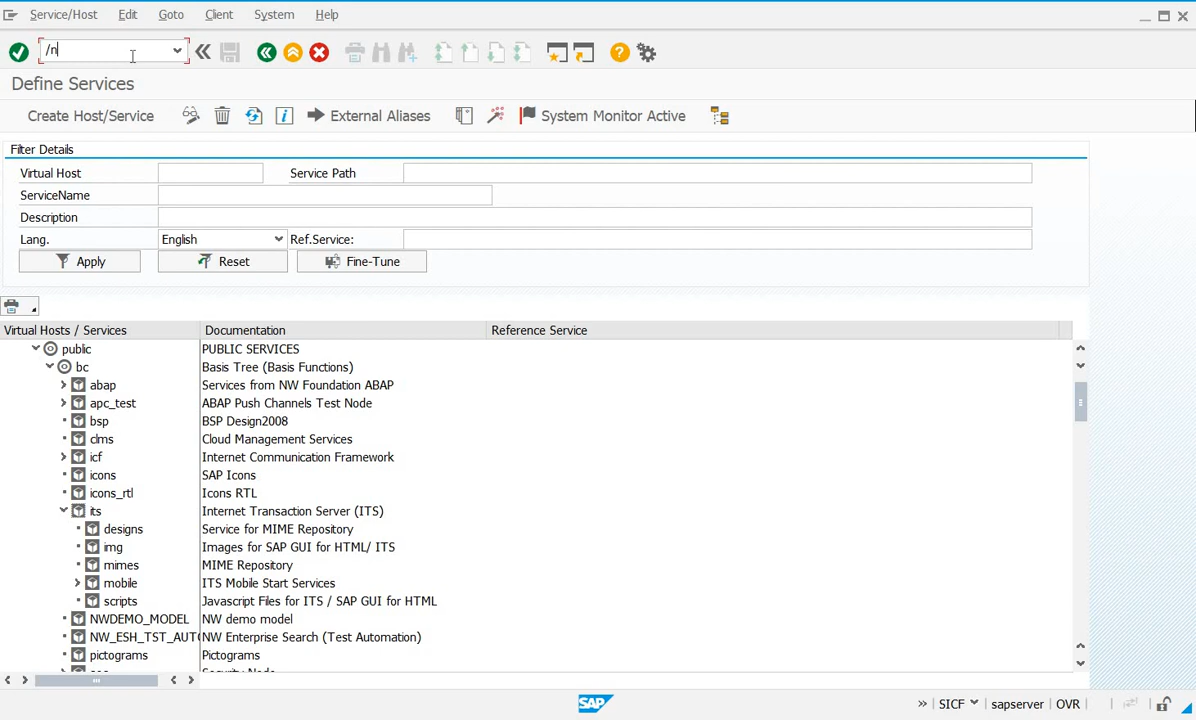 Service/Host Edit Goto Client System Help
/n
Define Services
Create Host/Service External Aliases System Monitor Active
Filter Details
Virtual Host Service Path
ServiceName
Description
Lang. English Ref.Service:
Apply Reset Fine-Tune
Virtual Hosts / Services Documentation Reference Service
public PUBLIC SERVICES
bc Basis Tree (Basis Functions)
abap Services from NW Foundation ABAP
apc_test ABAP Push Channels Test Node
bsp BSP Design2008
clms Cloud Management Services
icf Internet Communication Framework
icons SAP Icons
icons_rtl Icons RTL
its Internet Transaction Server (ITS)
designs Service for MIME Repository
img Images for SAP GUI for HTML/ ITS
mimes MIME Repository
mobile ITS Mobile Start Services
scripts Javascript Files for ITS / SAP GUI for HTML
NWDEMO_MODEL NW demo model
NW_ESH_TST_AUTO NW Enterprise Search (Test Automation)
pictograms Pictograms
Security Node
SAP SICF sapserver OVR